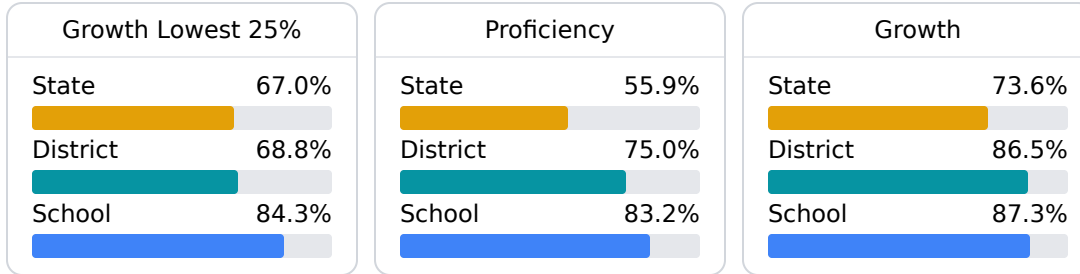 Growth Lowest 25%
State 67.0%
District 68.8%
School 84.3%
Proficiency
State 55.9%
District 75.0%
School 83.2%
Growth
State 73.6%
District 86.5%
School 87.3%